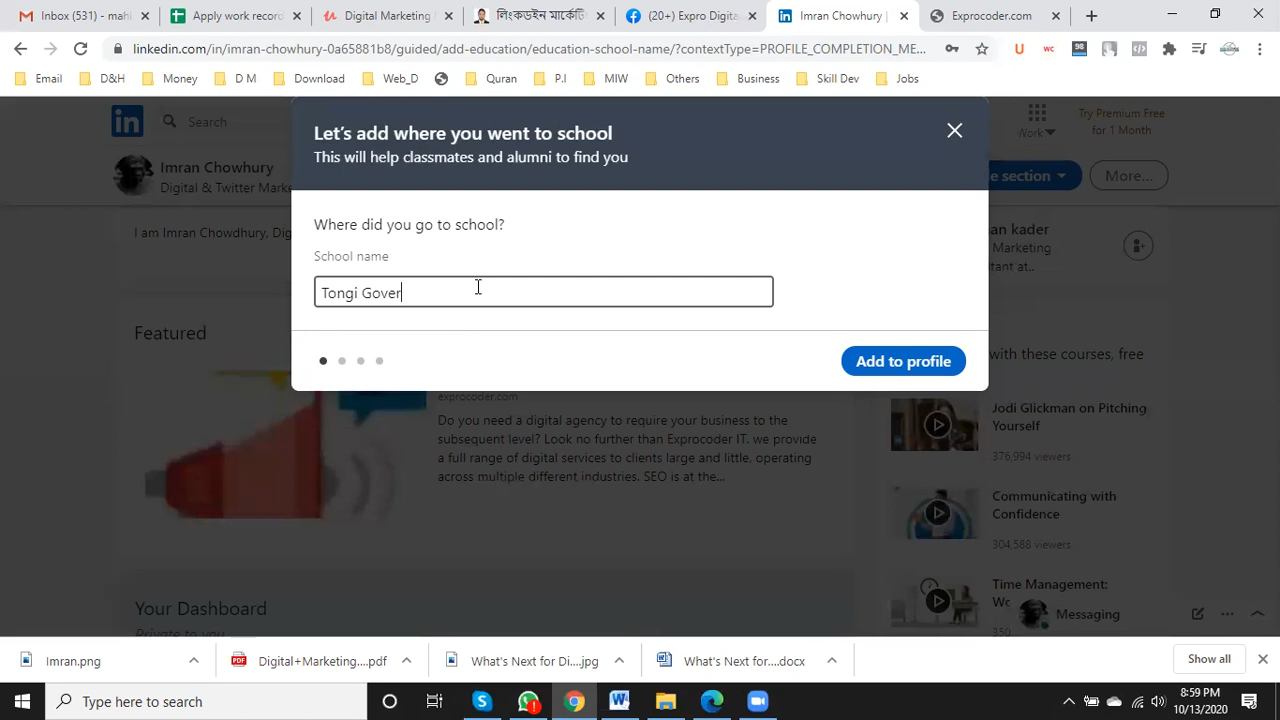 M Inbox (531) - mahi
Apply work record
Digital Marketing
লিংকডইন মার্কেটি
(20+) Expro Digital
Imran Chowhury |
Exprocoder.com
linkedin.com/in/imran-chowhury-0a65881b8/guided/add-education/education-school-name/?contextType=PROFILE_COMPLETION_ME...
Email
D&H
Money
D M
Download
Web_D
Quran
P.I
MIW
Others
Business
Skill Dev
Jobs
in
Search
Work
Try Premium Free
for 1 Month
Imran Chowhury
Digital & Twitter Marke
e section
More...
Let's add where you went to school
This will help classmates and alumni to find you
Where did you go to school?
School name
Tongi Gover
Add to profile
I am Imran Chowdhury, Dig
an kader
Marketing
ultant at...
Featured
exprocoder.com
Do you need a digital agency to require your business to the
subsequent level? Look no further than Exprocoder IT. we provide
a full range of digital services to clients large and little, operating
across multiple different industries. SEO is at the...
with these courses, free
Jodi Glickman on Pitching
Yourself
376,994 viewers
Communicating with
Confidence
304,588 viewers
Time Management:
Wo
350...
Messaging
Your Dashboard
Private to you
Imran.png
PDF
Digital+Marketing....pdf
What's Next for Di....jpg
What's Next for....docx
Show all
Type here to search
8:59 PM
10/13/2020